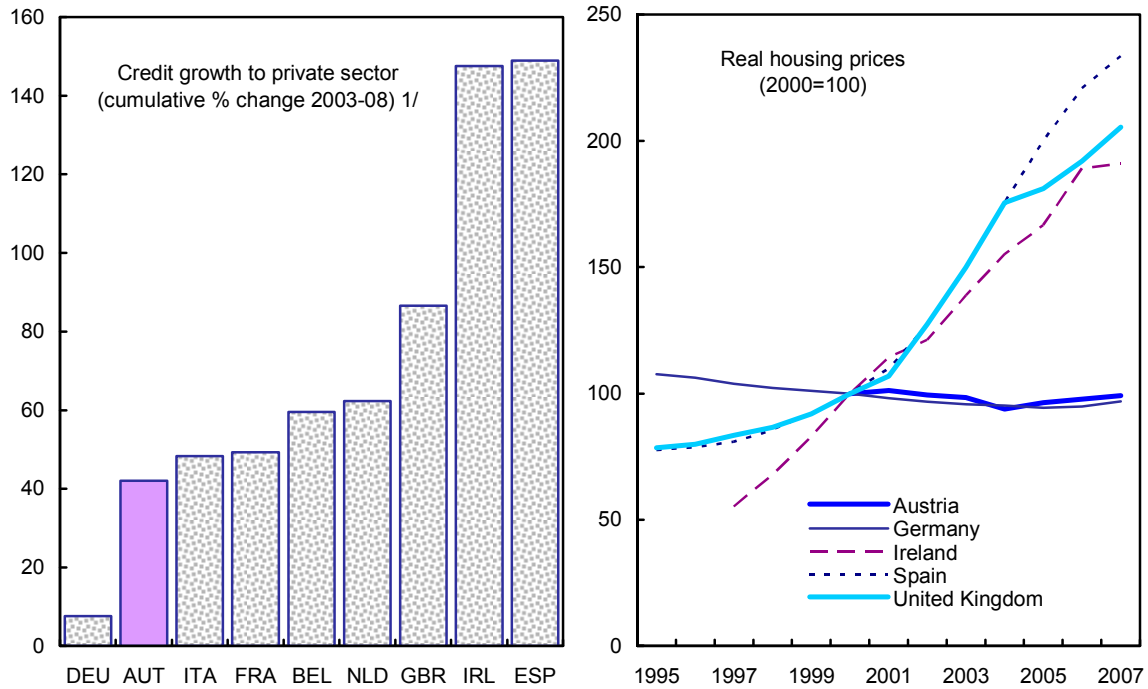 160
140
120
100
80
60
40
20
0
Credit growth to private sector
(cumulative % change 2003-08) 1/
DEU AUT ITA FRA BEL NLD GBR IRL ESP
250
200
150
100
50
0
Real housing prices
(2000=100)
Austria
Germany
Ireland
Spain
United Kingdom
1995 1997 1999 2001 2003 2005 2007